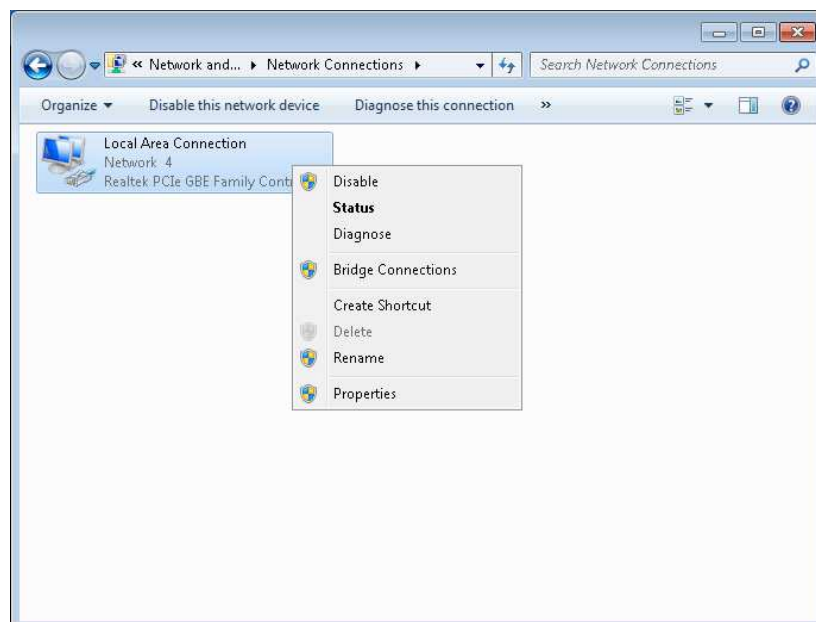 « Network and... ▸ Network Connections ▸
Search Network Connections
Organize ▾ Disable this network device Diagnose this connection »
Local Area Connection
Network 4
Realtek PCIe GBE Family Cont
Disable
Status
Diagnose
Bridge Connections
Create Shortcut
Delete
Rename
Properties